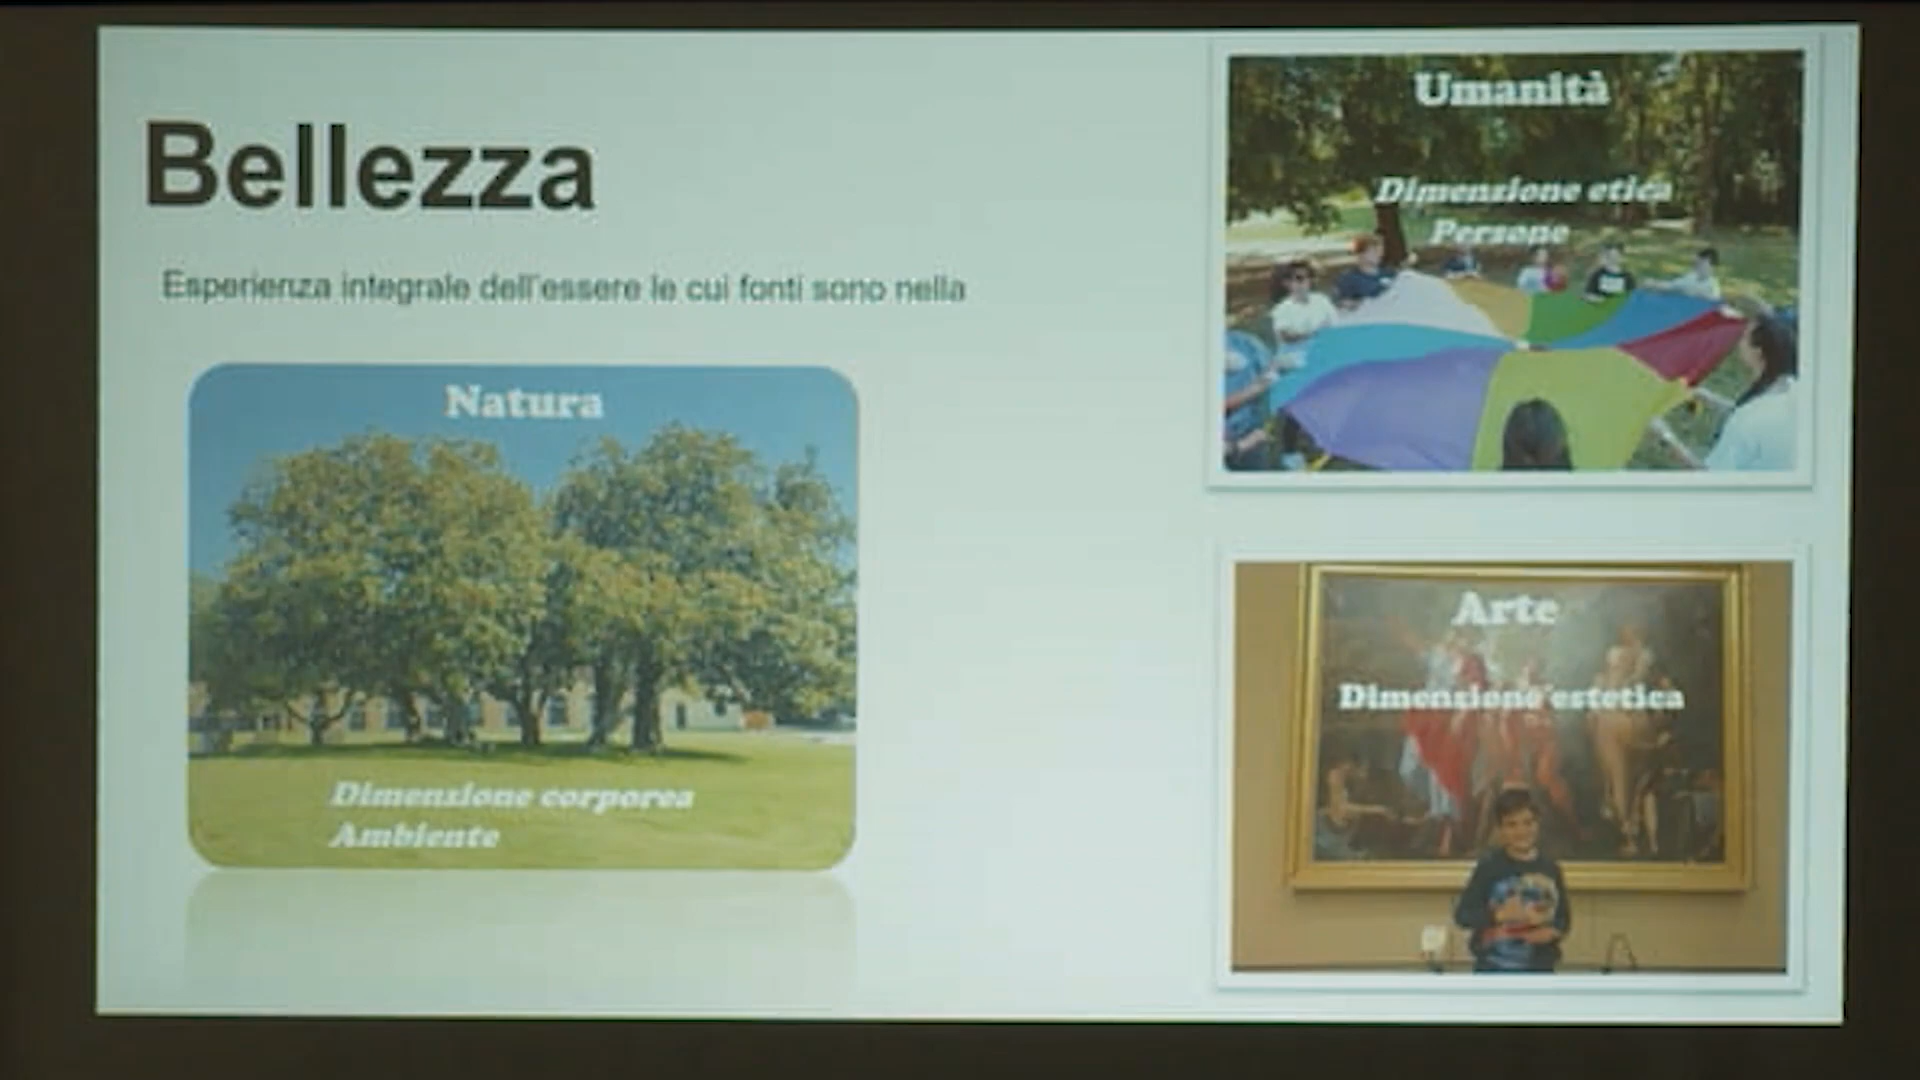 Bellezza
Esperienza integrale dell'essere le cui fonti sono nella
Natura
Dimensione corporea
Ambiente
Umanità
Dimensione etica
Persone
Arte
Dimensione estetica